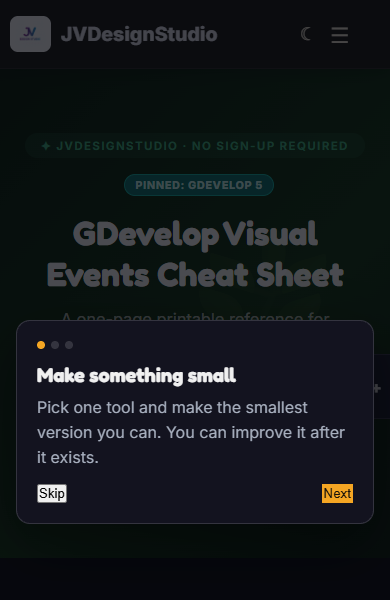 JV JVDesignStudio
✦ JVDESIGNSTUDIO · NO SIGN-UP REQUIRED
PINNED: GDEVELOP 5
GDevelop Visual
Events Cheat Sheet
A one-page printable reference for
Make something small
Pick one tool and make the smallest
version you can. You can improve it after
it exists.
Skip
Next